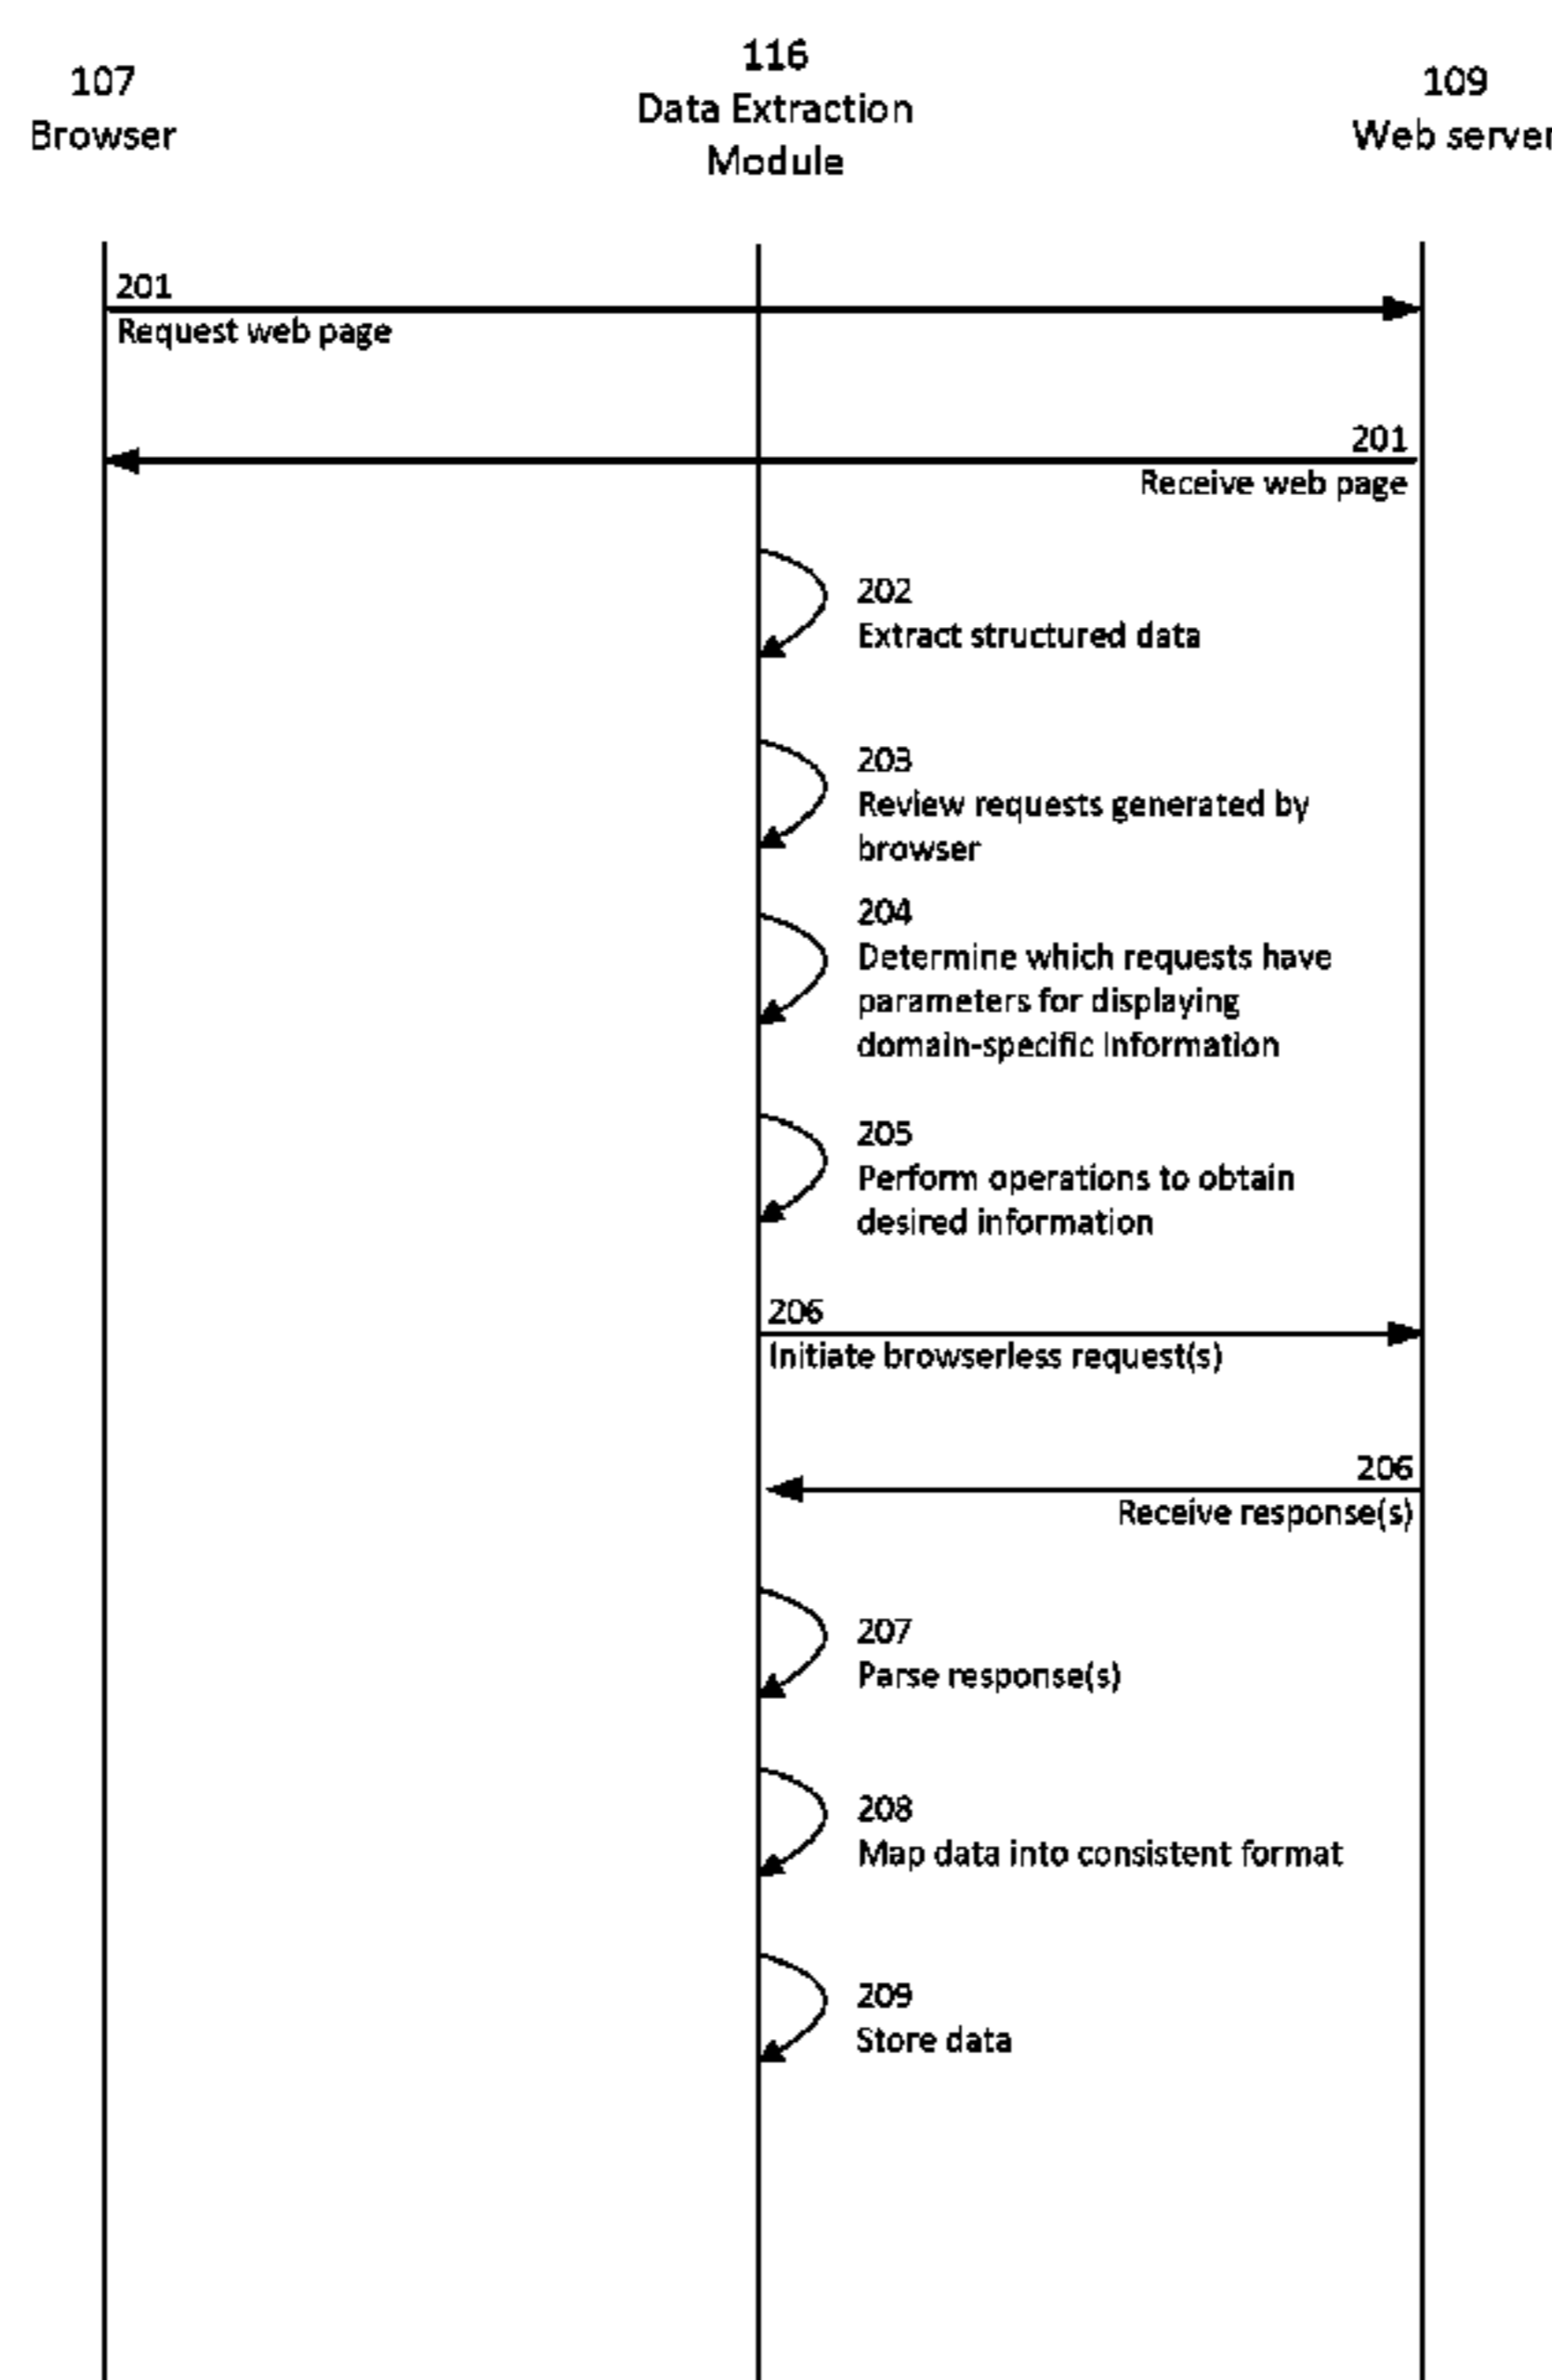 107
Browser
116
Data Extraction
Module
109
Web server
201
Request web page
201
Receive web page
202
Extract structured data
203
Review requests generated by
browser
204
Determine which requests have
parameters for displaying
domain-specific information
205
Perform operations to obtain
desired information
206
Initiate browserless request(s)
206
Receive response(s)
207
Parse response(s)
208
Map data into consistent format
209
Store data